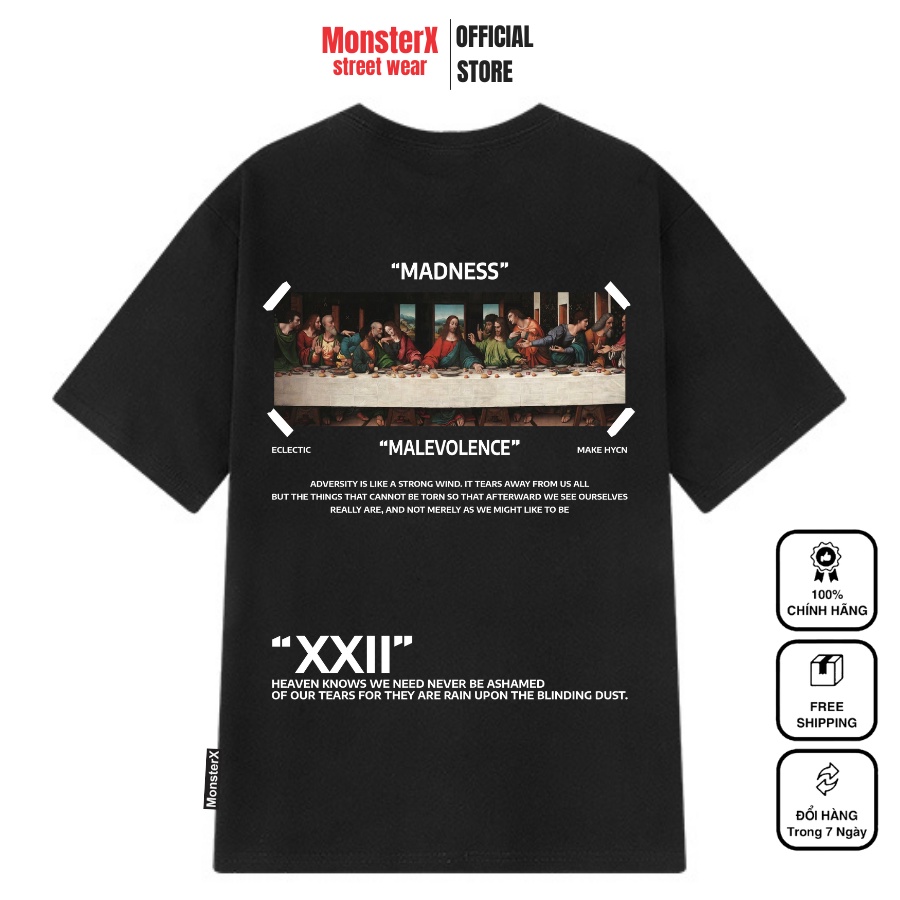 MonsterX
street wear
OFFICIAL
STORE
“MADNESS”
“MALEVOLENCE”
ECLECTIC
MAKE HYCN
ADVERSITY IS LIKE A STRONG WIND. IT TEARS AWAY FROM US ALL
BUT THE THINGS THAT CANNOT BE TORN SO THAT AFTERWARD WE SEE OURSELVES
REALLY ARE, AND NOT MERELY AS WE MIGHT LIKE TO BE
“XXII”
HEAVEN KNOWS WE NEED NEVER BE ASHAMED
OF OUR TEARS FOR THEY ARE RAIN UPON THE BLINDING DUST.
MonsterX
100%
CHÍNH HÃNG
FREE
SHIPPING
ĐỔI HÀNG
Trong 7 Ngày